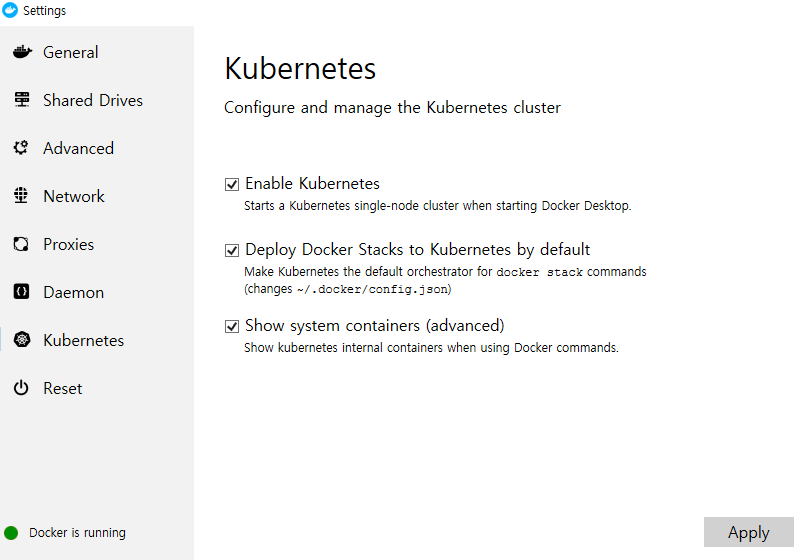 Settings
General
Shared Drives
Advanced
Network
Proxies
Daemon
Kubernetes
Reset
Docker is running
Kubernetes
Configure and manage the Kubernetes cluster
Enable Kubernetes
Starts a Kubernetes single-node cluster when starting Docker Desktop.
Deploy Docker Stacks to Kubernetes by default
Make Kubernetes the default orchestrator for docker stack commands
(changes ~/.docker/config.json)
Show system containers (advanced)
Show kubernetes internal containers when using Docker commands.
Apply